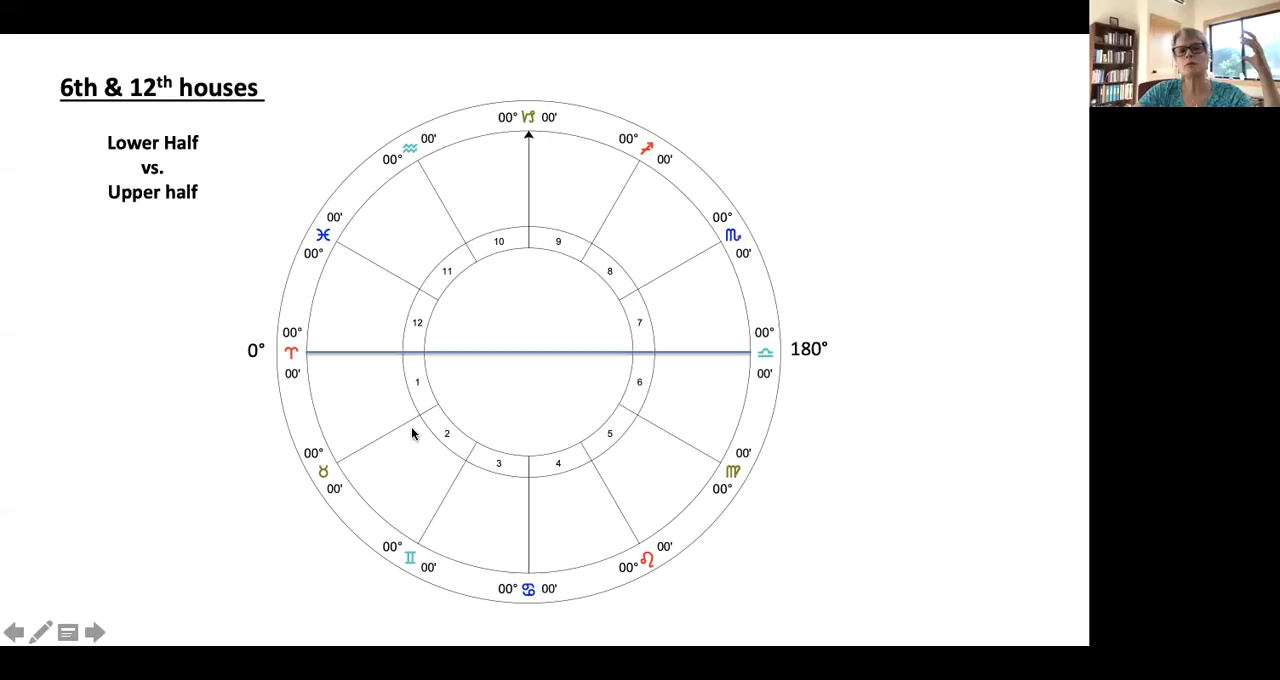 6th & 12th houses
Lower Half
vs.
Upper half
00° ♑ 00'
00° ♒ 00'
00° ♐ 00'
00' ♓ 00°
00° ♏ 00'
10
9
11
8
12
7
0°
00° ♈ 00'
00° ♎ 00'
180°
1
6
2
5
3
4
00° ♉ 00'
00' ♍ 00°
00° ♊ 00'
00° ♌ 00'
00° ♋ 00'